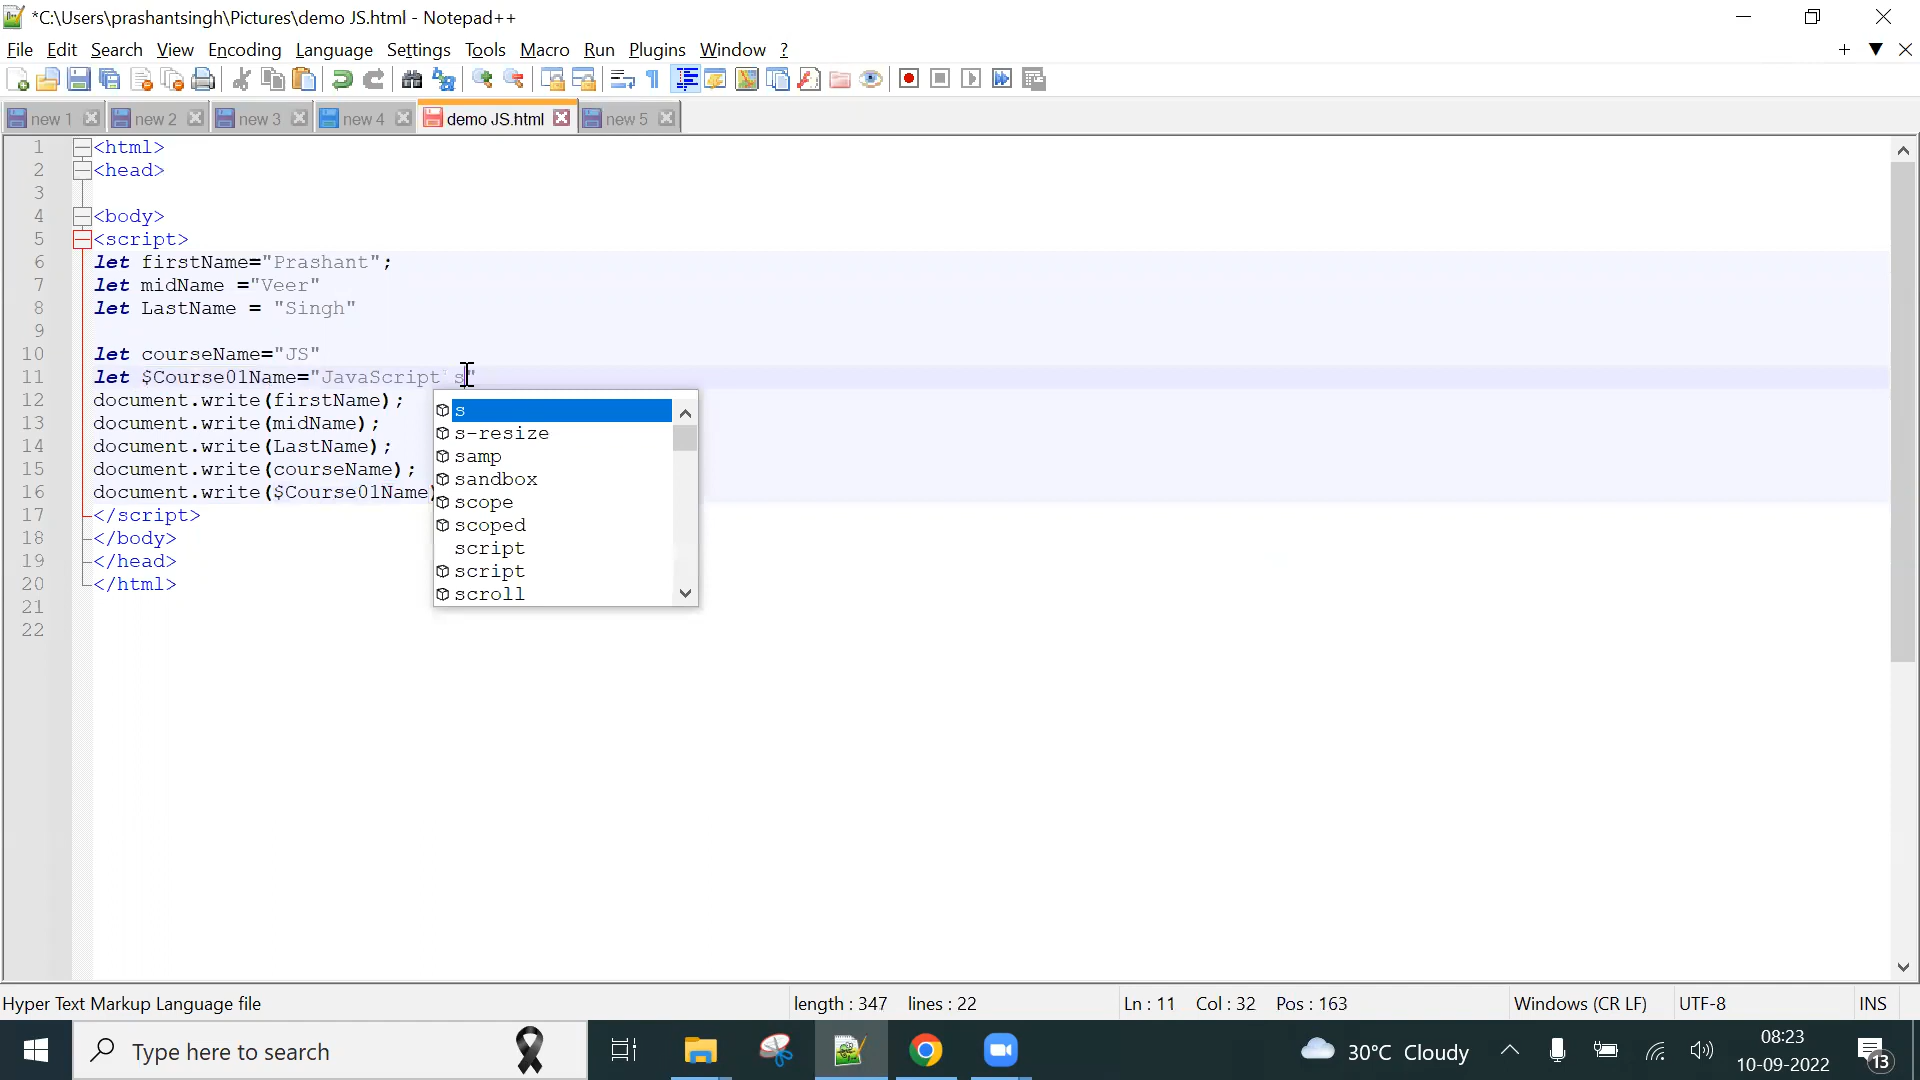 *C:\Users\prashantsingh\Pictures\demo JS.html - Notepad++
File Edit Search View Encoding Language Settings Tools Macro Run Plugins Window ?
new 1 new 2 new 3 new 4 demo JS.html new 5
1 <html>
2 <head>
3
4 <body>
5 <script>
6 let firstName="Prashant";
7 let midName ="Veer"
8 let LastName = "Singh"
9
10 let courseName="JS"
11 let $Course01Name="JavaScript s"
12 document.write(firstName);
13 document.write(midName);
14 document.write(LastName);
15 document.write(courseName);
16 document.write($Course01Name)
17 </script>
18 </body>
19 </head>
20 </html>
21
22
s
s-resize
samp
sandbox
scope
scoped
script
script
scroll
Hyper Text Markup Language file length : 347 lines : 22 Ln : 11 Col : 32 Pos : 163 Windows (CR LF) UTF-8 INS
Type here to search 30°C Cloudy 08:23
10-09-2022 13